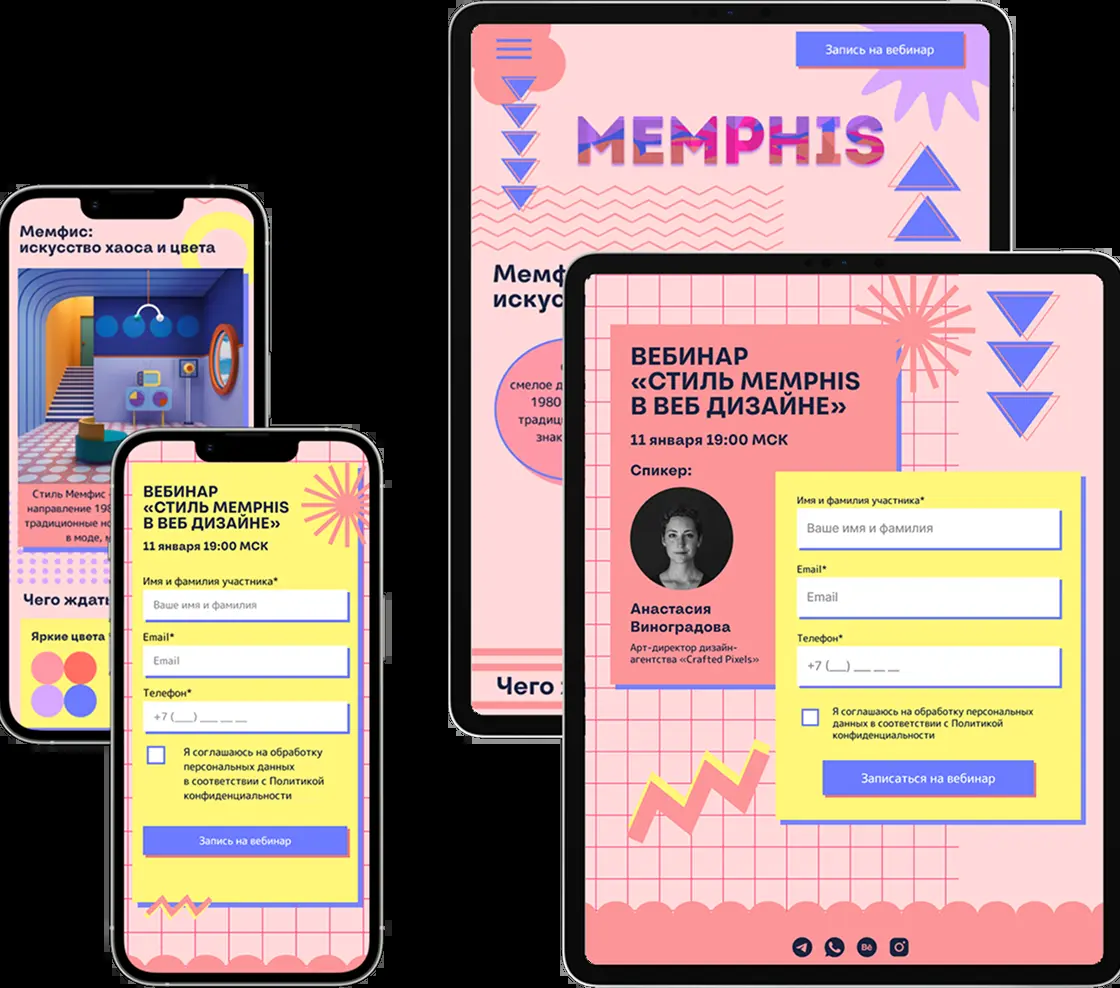 Мемфис:
искусство хаоса и цвета
Стиль Мемфис -
направление 198
традиционные но
в моде,
Чего ждать
Яркие цвета
ВЕБИНАР
«СТИЛЬ MEMPHIS
В ВЕБ ДИЗАЙНЕ»
11 января 19:00 МСК
Имя и фамилия участника*
Ваше имя и фамилия
Email*
Email
Телефон*
+7 (___) ___ __ __
Я соглашаюсь на обработку
персональных данных
в соответствии с Политикой
конфиденциальности
Запись на вебинар
Запись на вебинар
MEMPHIS
Мемф
искус
смелое д
1980
традиц
знак
Чего
ВЕБИНАР
«СТИЛЬ MEMPHIS
В ВЕБ ДИЗАЙНЕ»
11 января 19:00 МСК
Спикер:
Анастасия
Виноградова
Арт-директор дизайн-
агентства «Crafted Pixels»
Имя и фамилия участника*
Ваше имя и фамилия
Email*
Email
Телефон*
+7 (__) __ __ __
Я соглашаюсь на обработку персональных
данных в соответствии с Политикой
конфиденциальности
Записаться на вебинар
Bē